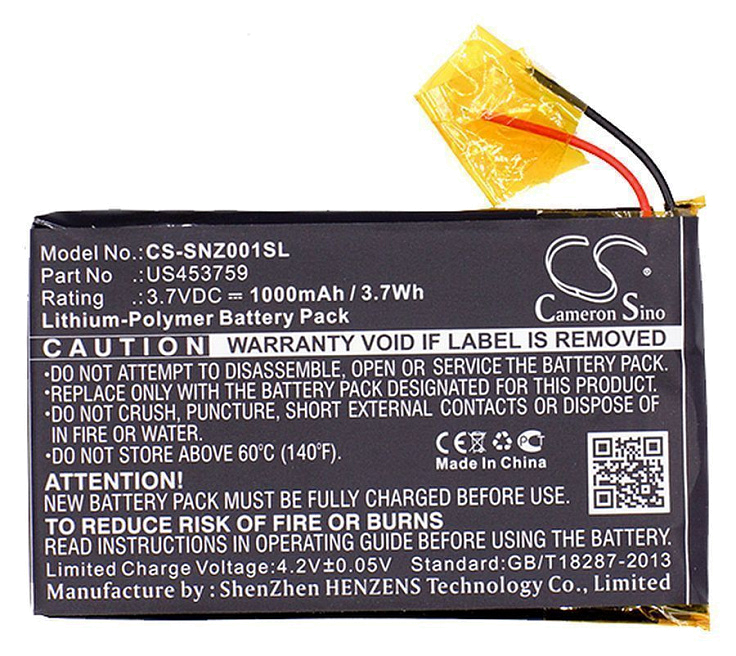 Model No.:CS-SNZ001SL
Part No .:US453759
Rating .:3.7VDC ⎓ 1000mAh / 3.7Wh
Lithium-Polymer Battery Pack
CS
Cameron Sino
CAUTION WARRANTY VOID IF LABEL IS REMOVED
•DO NOT ATTEMPT TO DISASSEMBLE, OPEN OR SERVICE THE BATTERY PACK.
•REPLACE ONLY WITH THE BATTERY PACK DESIGNATED FOR THIS PRODUCT.
•DO NOT CRUSH, PUNCTURE, SHORT EXTERNAL CONTACTS OR DISPOSE OF
IN FIRE OR WATER.
•DO NOT STORE ABOVE 60°C (140°F).
CE PCT
Made In China
ATTENTION!
NEW BATTERY PACK MUST BE FULLY CHARGED BEFORE USE.
TO REDUCE RISK OF FIRE OR BURNS
READ INSTRUCTIONS IN OPERATING GUIDE BEFORE USING THE BATTERY.
Limited Charge Voltage:4.2V±0.05V Standard:GB/T18287-2013
Manufacture by : ShenZhen HENZENS Technology Co., Limited